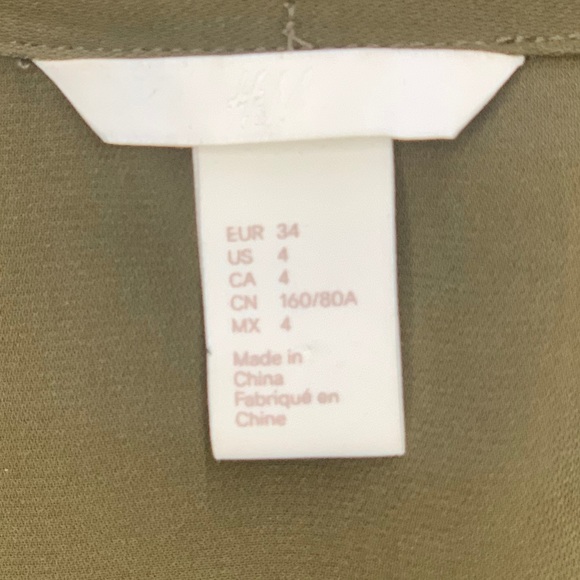 H&M
EUR 34
US 4
CA 4
CN 160/80A
MX 4
Made in
China
Fabriqué en
Chine